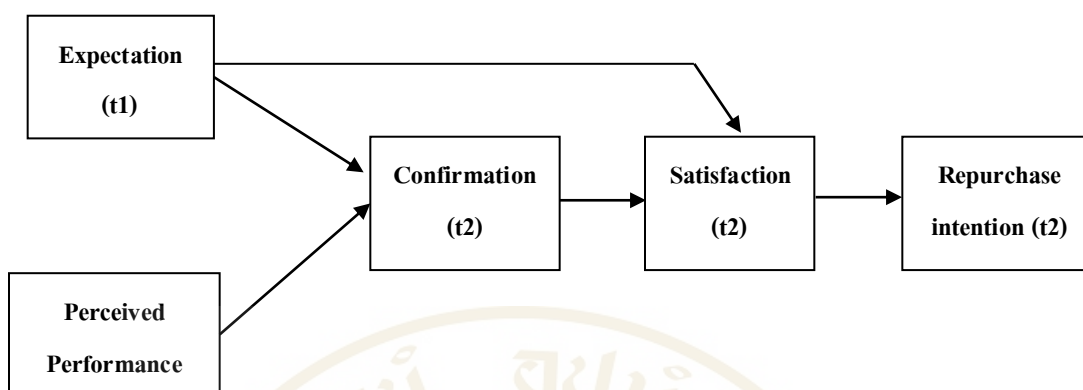 Expectation
(t1)
Confirmation
(t2)
Satisfaction
(t2)
Repurchase
intention (t2)
Perceived
Performance